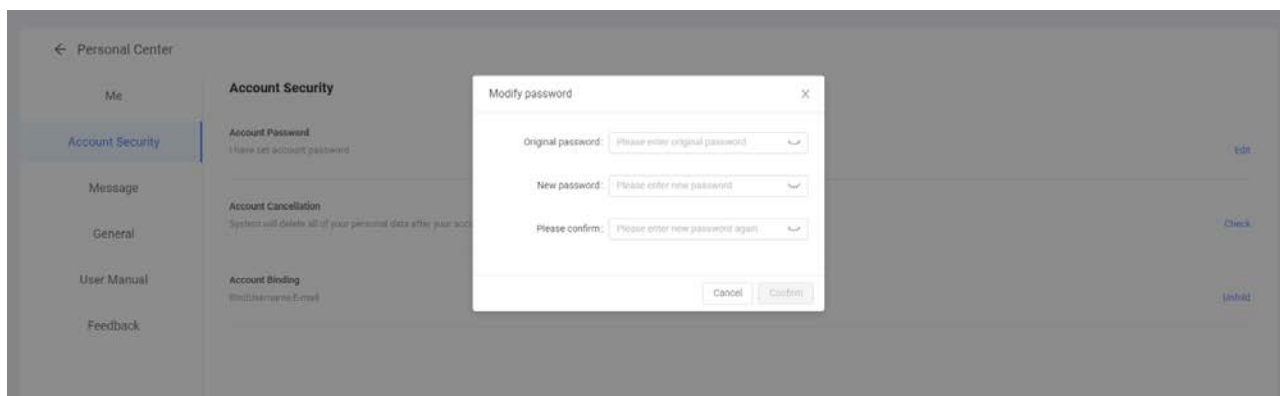 Personal Center
Me
Account Security
Message
General
User Manual
Feedback
Account Security
Account Password
I have set account password
Edit
Account Cancellation
System will delete all of your personal data after your
Check
Account Binding
Bind:Username/E-mail
Unfold
Modify password
Original password:
Please enter original password
New password:
Please enter new password
Please confirm:
Please enter new password again
Cancel
Confirm